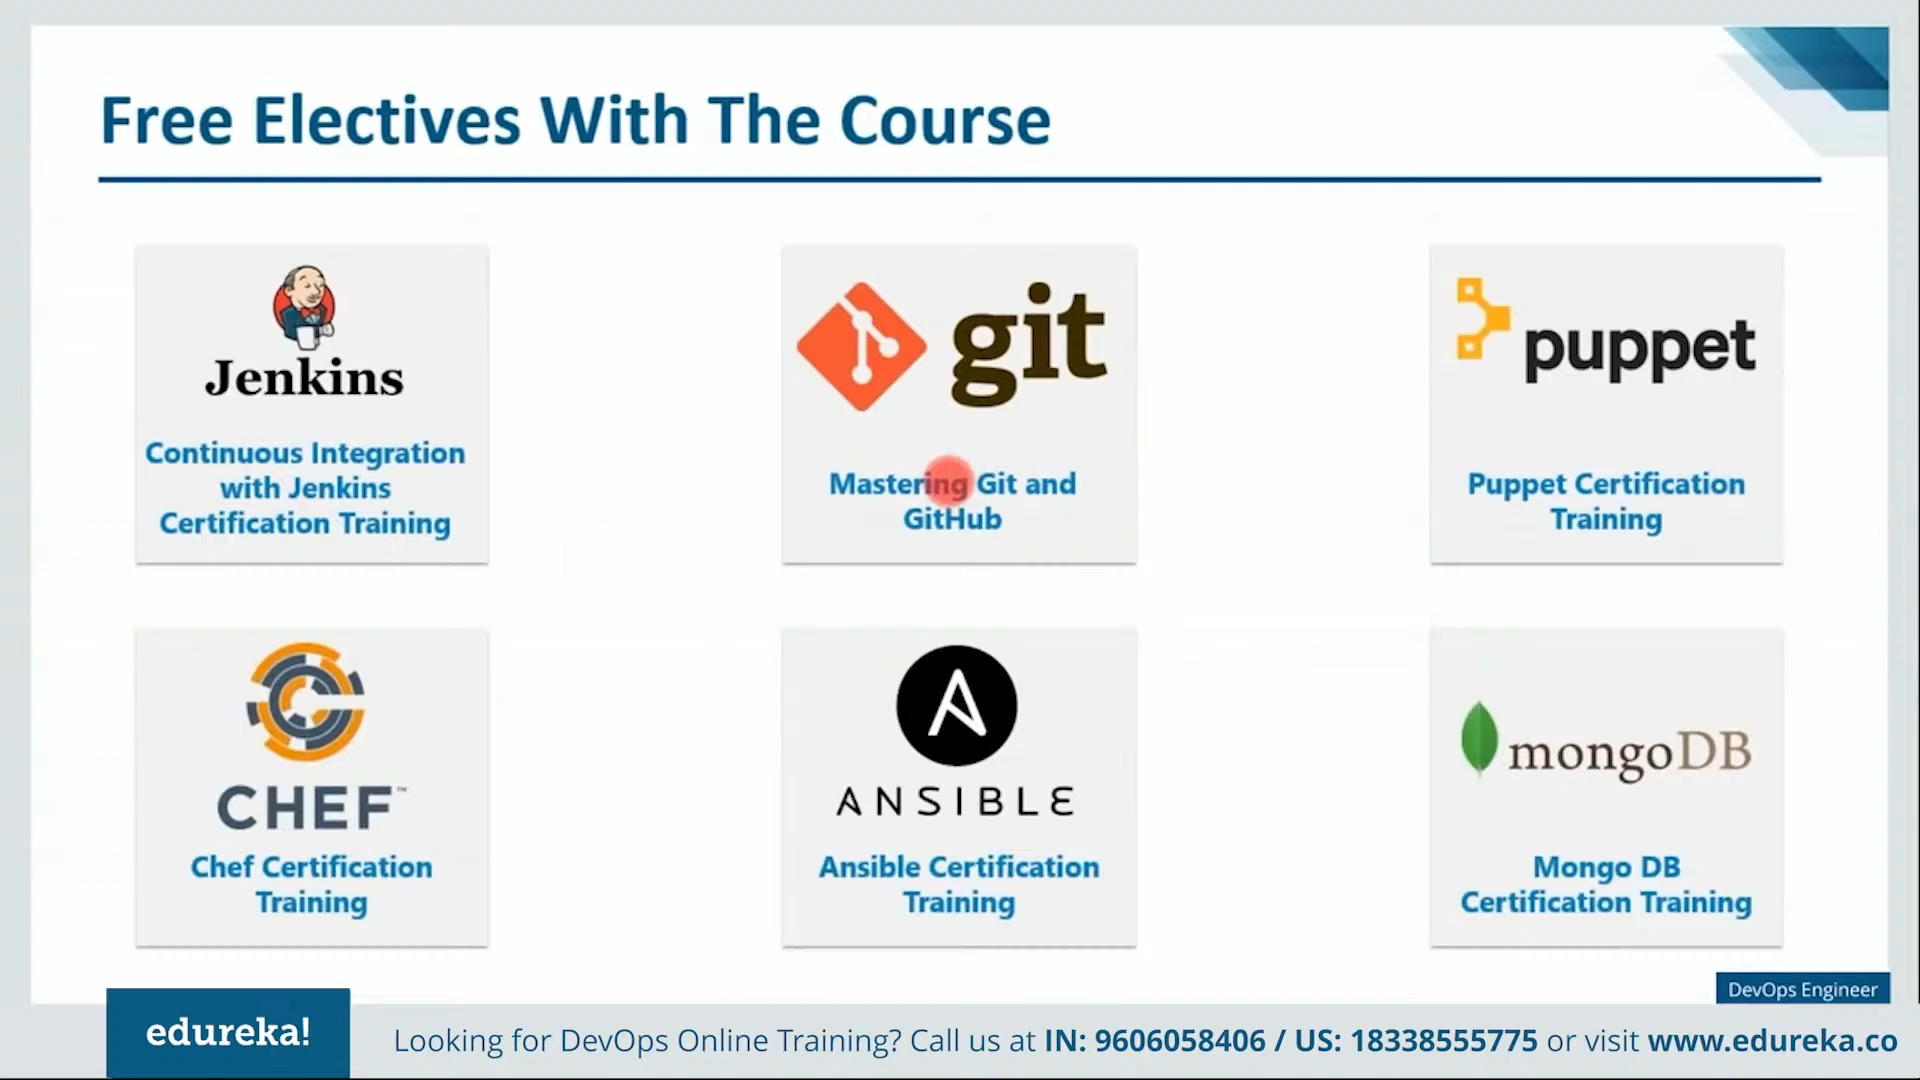 Free Electives With The Course
Jenkins
Continuous Integration
with Jenkins
Certification Training
git
Mastering Git and
GitHub
puppet
Puppet Certification
Training
CHEF™
Chef Certification
Training
ANSIBLE
Ansible Certification
Training
mongoDB
Mongo DB
Certification Training
DevOps Engineer
edureka!
Looking for DevOps Online Training? Call us at IN: 9606058406 / US: 18338555775 or visit www.edureka.co